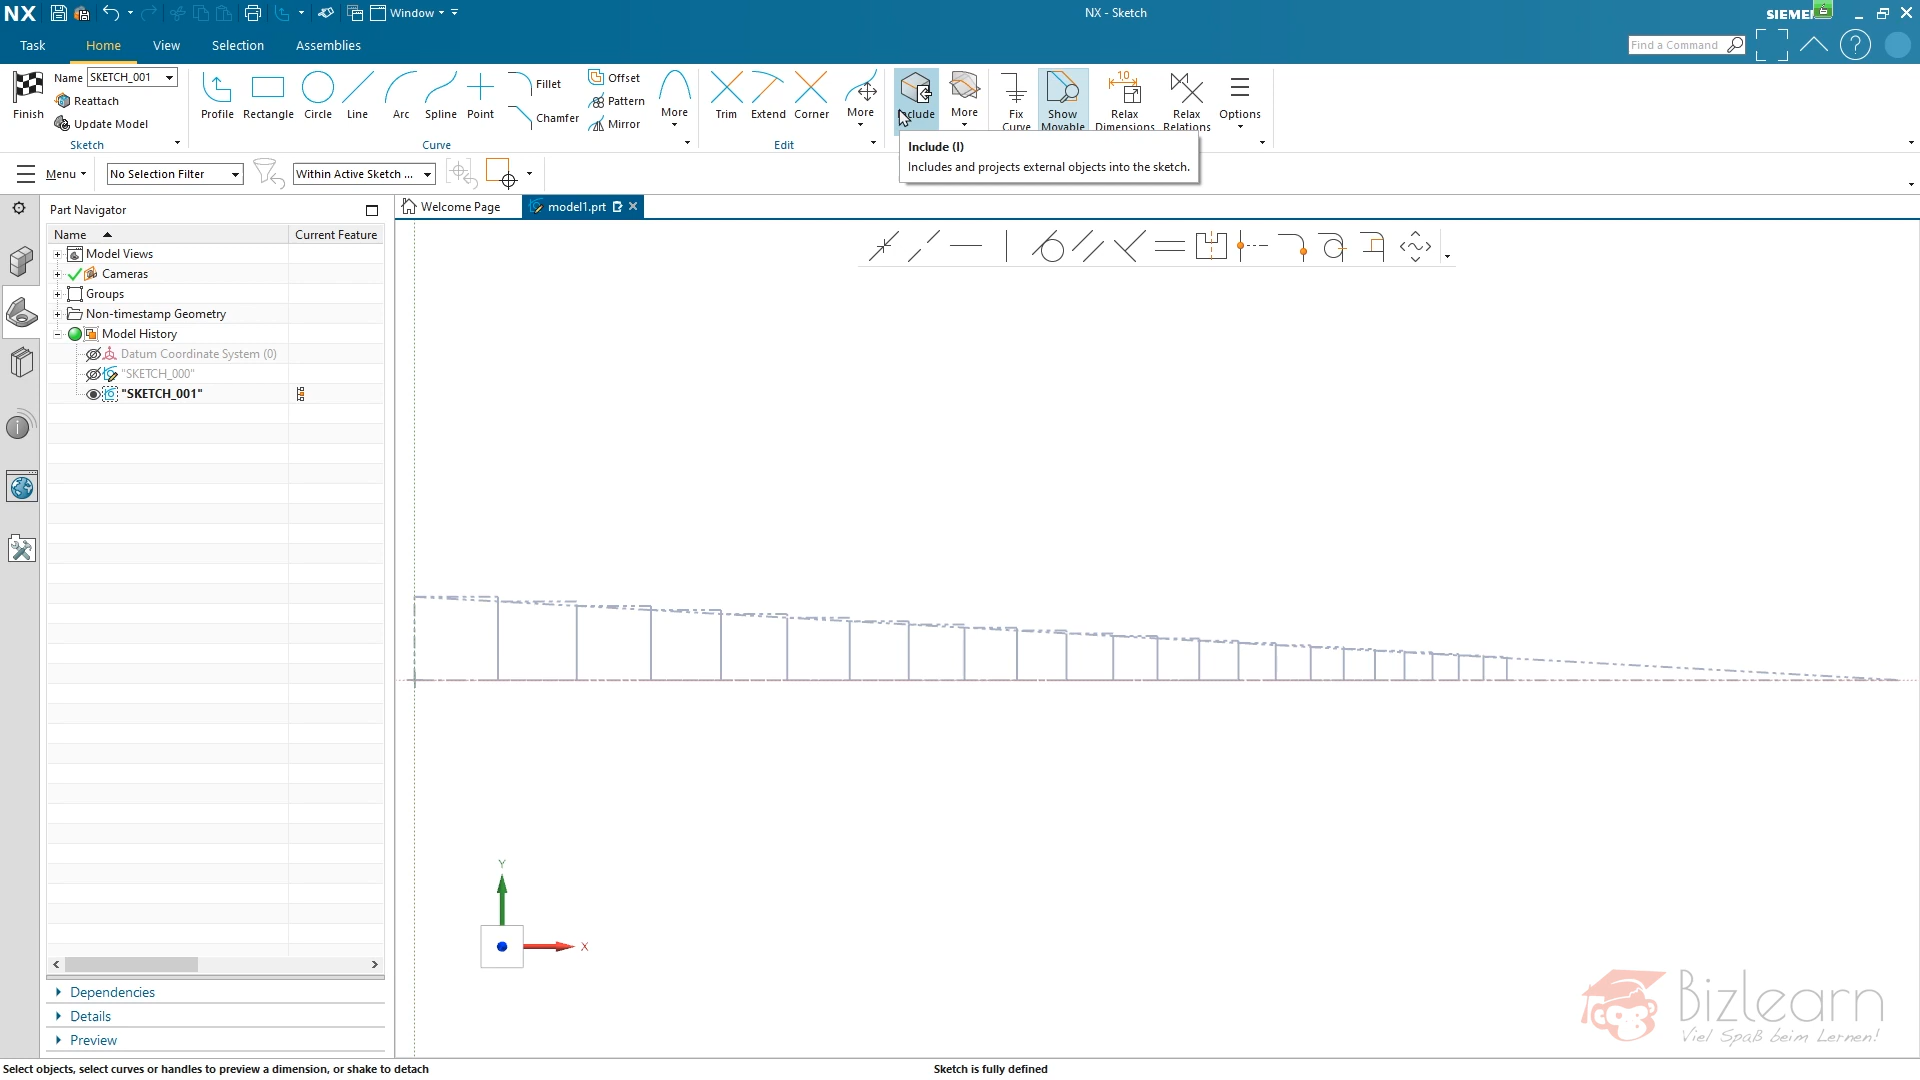 NX
Window
NX - Sketch
SIEME
Task
Home
View
Selection
Assemblies
Find a Command
Finish
Name SKETCH_001
Reattach
Update Model
Sketch
Profile
Rectangle
Circle
Line
Arc
Spline
Point
Fillet
Chamfer
Offset
Pattern
Mirror
More
Curve
Trim
Extend
Corner
More
Edit
Include
More
Fix
Curve
Show
Movable
1,0
Relax
Dimensions
Relax
Relations
Options
Include (I)
Includes and projects external objects into the sketch.
Menu
No Selection Filter
Within Active Sketch ...
Part Navigator
Welcome Page
model1.prt
Name
Current Feature
Model Views
Cameras
Groups
Non-timestamp Geometry
Model History
Datum Coordinate System (0)
"SKETCH_000"
"SKETCH_001"
Y
X
Dependencies
Details
Preview
Bizlearn
Viel Spaß beim Lernen!
Select objects, select curves or handles to preview a dimension, or shake to detach
Sketch is fully defined